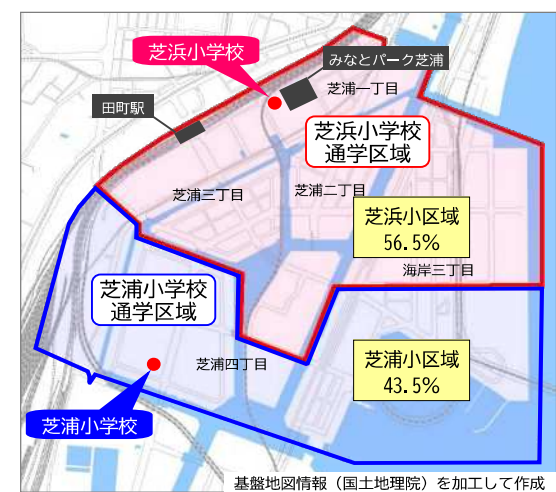 芝浜小学校
みなとパーク芝浦
芝浦一丁目
田町駅
芝浜小学校
通学区域
芝浦三丁目
芝浦二丁目
芝浜小区域
56.5%
海岸三丁目
芝浦小学校
通学区域
芝浦四丁目
芝浦小区域
43.5%
芝浦小学校
基盤地図情報（国土地理院）を加工して作成